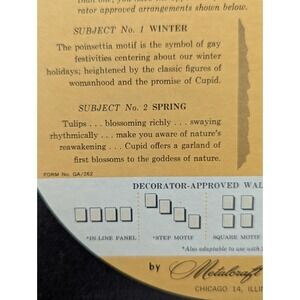 rator approved arrangements shown below.
SUBJECT No. 1 WINTER
The poinsettia motif is the symbol of gay
festivities centering about our winter
holidays; heightened by the classic figures of
womanhood and the promise of Cupid.
SUBJECT No. 2 SPRING
Tulips . . . blossoming richly . . . swaying
rhythmically . . . make you aware of nature's
reawakening . . . Cupid offers a garland of
first blossoms to the goddess of nature.
FORM No. GA/262
DECORATOR-APPROVED WAL
*IN LINE PANEL
*STEP MOTIF
SQUARE MOTIF
*Also adaptable to use with
by Metalcraft
CHICAGO 14, ILLI